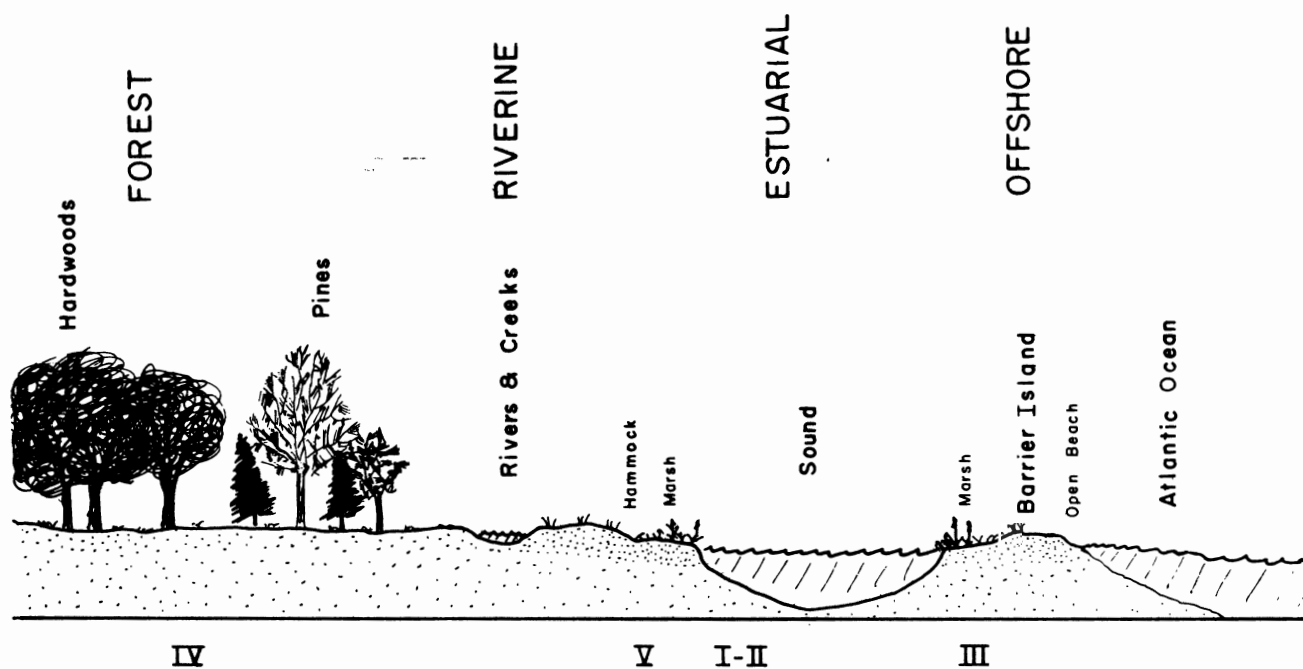 FOREST
RIVERINE
ESTUARIAL
OFFSHORE
Hardwoods
Pines
Rivers & Creeks
Hammock
Marsh
Sound
Marsh
Barrier Island
Open Beach
Atlantic Ocean
IV
V
I-II
III